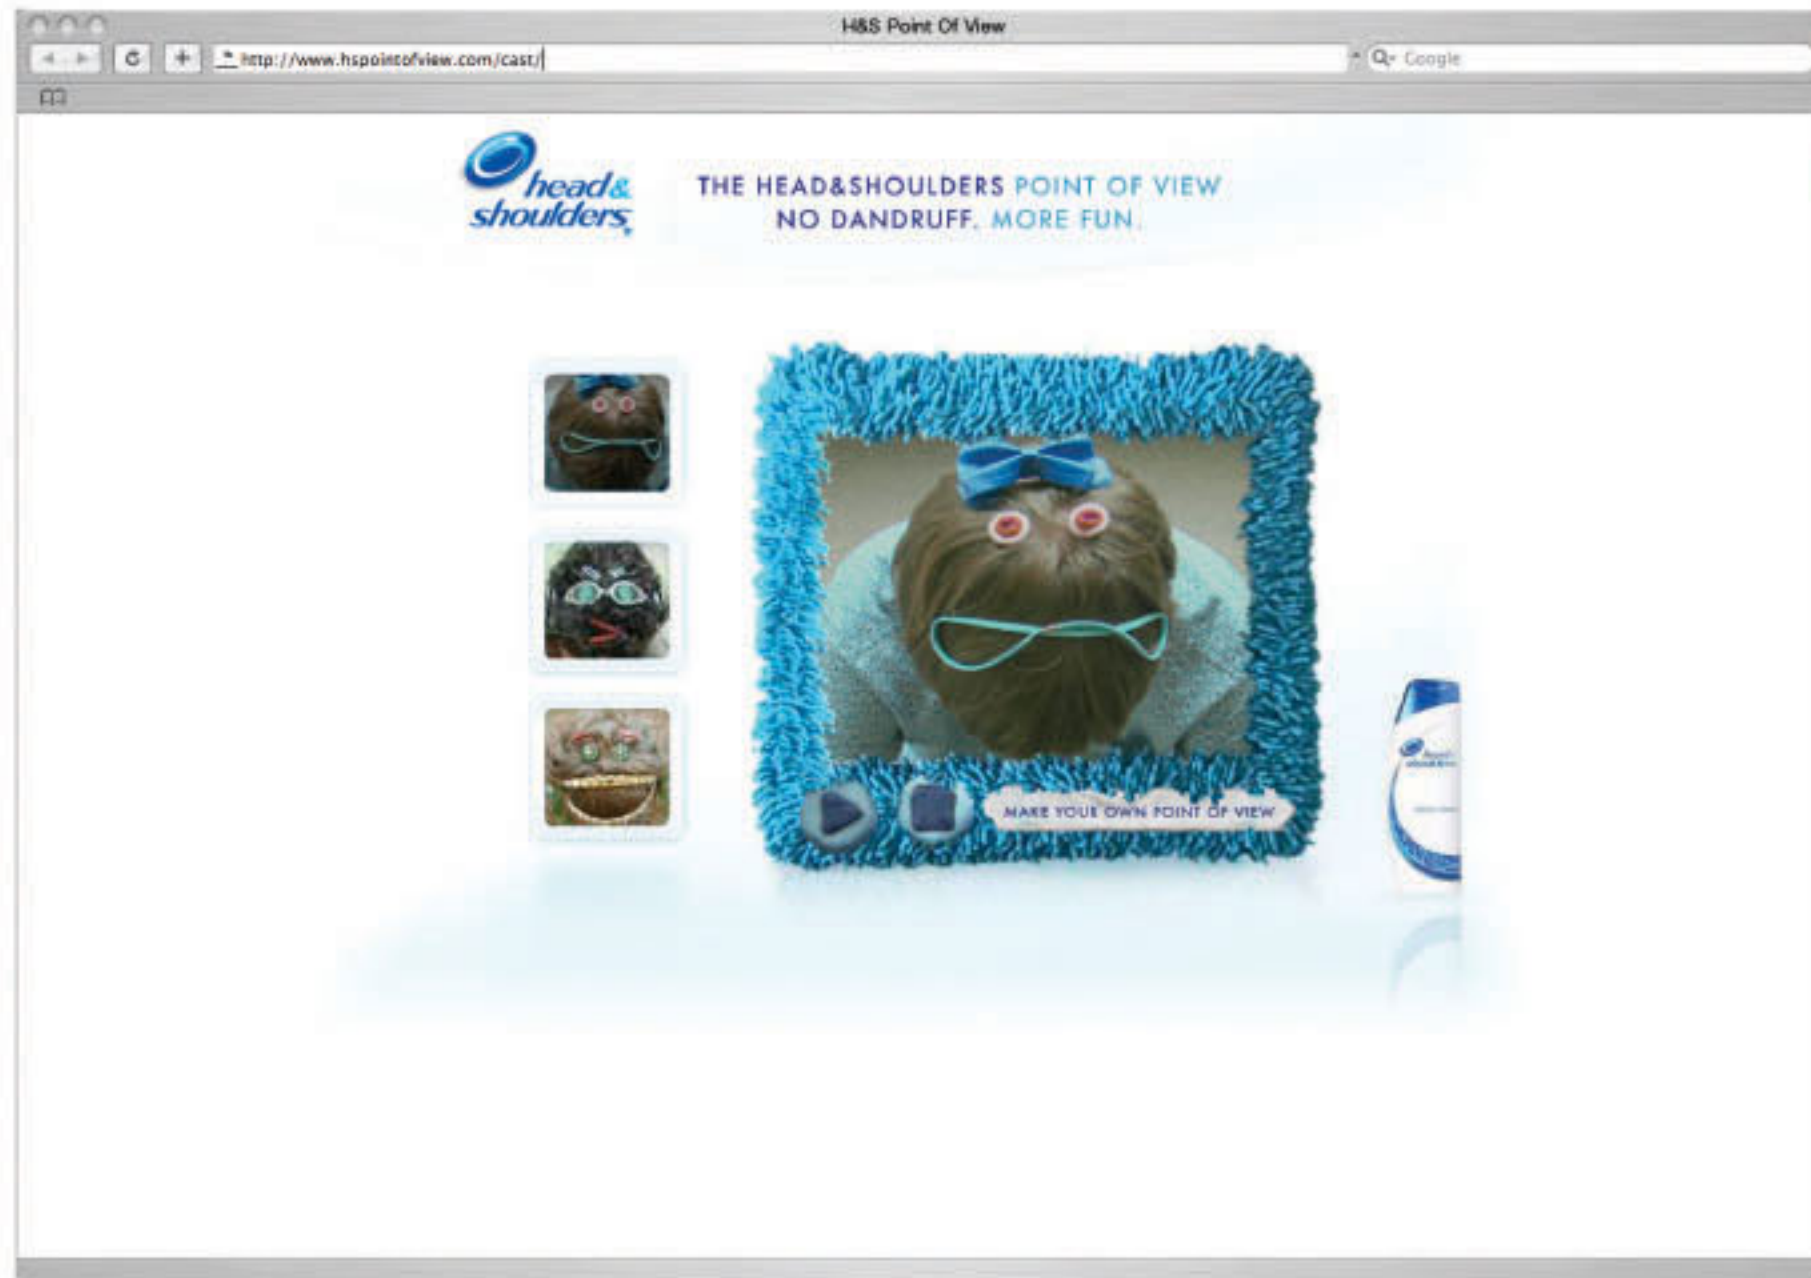 H&S Point Of View
http://www.hspointofview.com/cast/
Google
head&
shoulders
THE HEAD&SHOULDERS POINT OF VIEW
NO DANDRUFF. MORE FUN.
MAKE YOUR OWN POINT OF VIEW